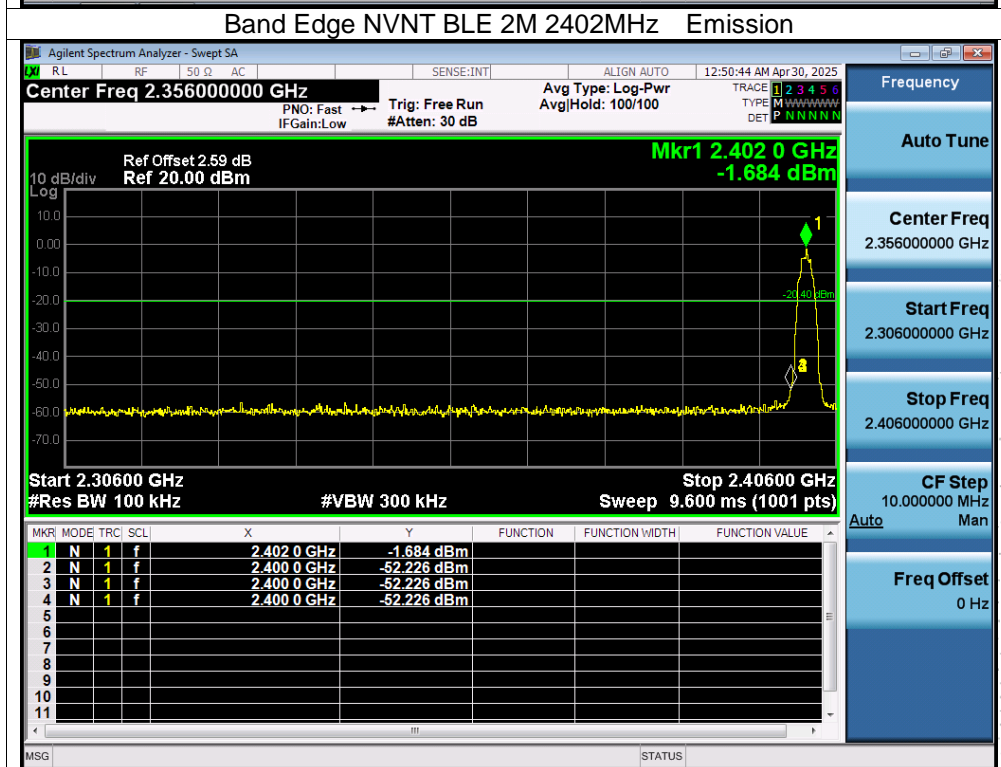 Band Edge NVNT BLE 2M 2402MHz Emission
Agilent Spectrum Analyzer - Swept SA
LXI RL RF 50 Ω AC SENSE:INT ALIGN AUTO 12:50:44 AM Apr 30, 2025
Center Freq 2.356000000 GHz
PNO: Fast
IFGain:Low
Trig: Free Run
#Atten: 30 dB
Avg Type: Log-Pwr
Avg|Hold: 100/100
TRACE 1 2 3 4 5 6
TYPE M WWWWW
DET P N N N N N
Ref Offset 2.59 dB
10 dB/div Ref 20.00 dBm
Log
Mkr1 2.402 0 GHz
-1.684 dBm
10.0
0.00
-10.0
-20.0
-30.0
-40.0
-50.0
-60.0
-70.0
1
-20.40 dBm
Start 2.30600 GHz
Stop 2.40600 GHz
#Res BW 100 kHz #VBW 300 kHz Sweep 9.600 ms (1001 pts)
MKR MODE TRC SCL X Y FUNCTION FUNCTION WIDTH FUNCTION VALUE
1 N 1 f 2.402 0 GHz -1.684 dBm
2 N 1 f 2.400 0 GHz -52.226 dBm
3 N 1 f 2.400 0 GHz -52.226 dBm
4 N 1 f 2.400 0 GHz -52.226 dBm
5
6
7
8
9
10
11
MSG STATUS
Frequency
Auto Tune
Center Freq
2.356000000 GHz
Start Freq
2.306000000 GHz
Stop Freq
2.406000000 GHz
CF Step
10.000000 MHz
Auto Man
Freq Offset
0 Hz